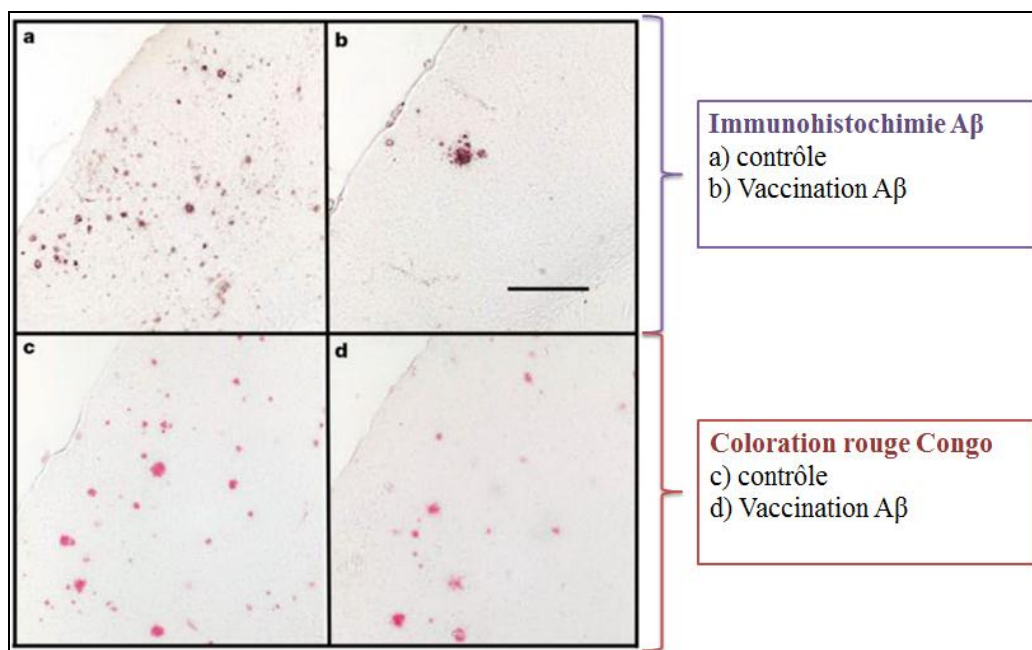 a
b
Immunohistochimie Aβ
a) contrôle
b) Vaccination Aβ
c
d
Coloration rouge Congo
c) contrôle
d) Vaccination Aβ